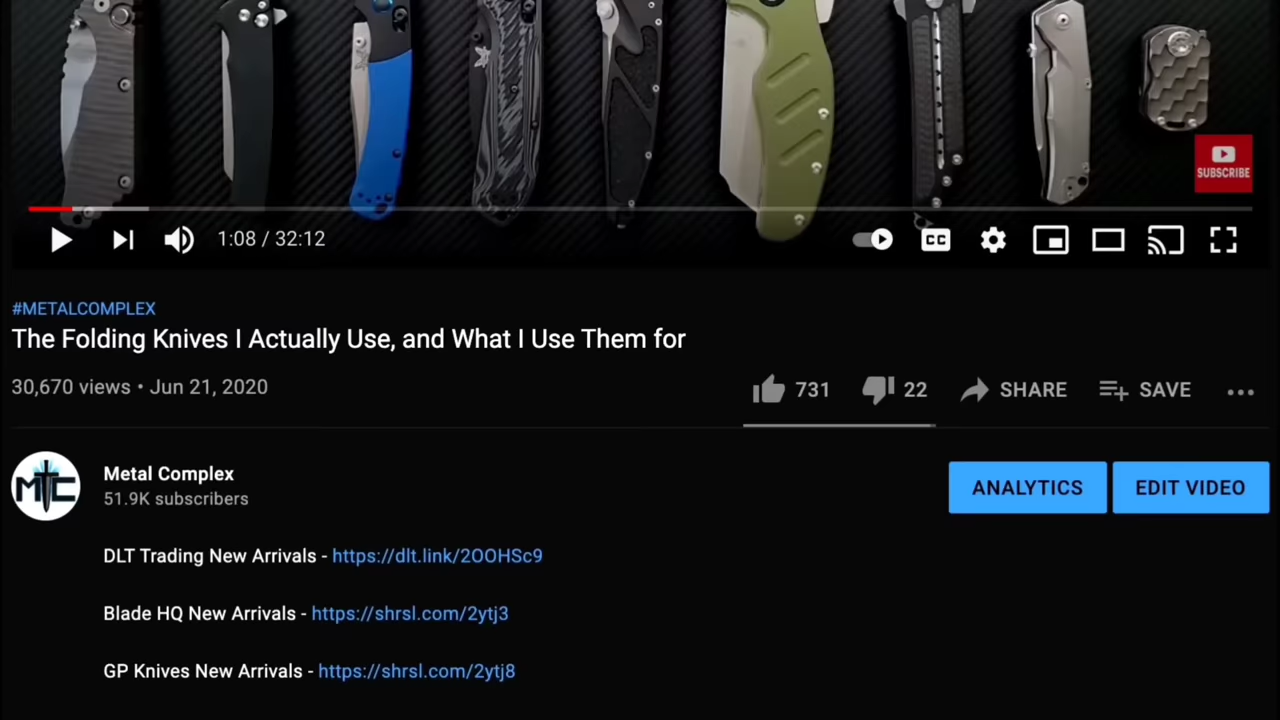 SUBSCRIBE
1:08 / 32:12
CC
#METALCOMPLEX
The Folding Knives I Actually Use, and What I Use Them for
30,670 views • Jun 21, 2020
731 22 SHARE SAVE
MTC
Metal Complex
51.9K subscribers
ANALYTICS EDIT VIDEO
DLT Trading New Arrivals - https://dlt.link/2OOHSc9
Blade HQ New Arrivals - https://shrsl.com/2ytj3
GP Knives New Arrivals - https://shrsl.com/2ytj8